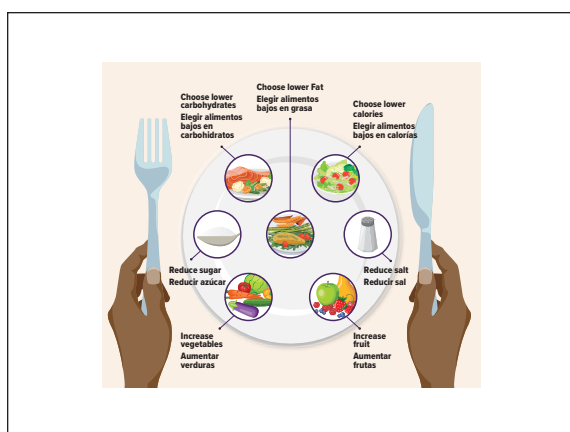 Choose lower
carbohydrates
Elegir alimentos
bajos en
carbohidratos
Choose lower Fat
Elegir alimentos
bajos en grasa
Choose lower
calories
Elegir alimentos
bajos en calorías
Reduce sugar
Reducir azúcar
Reduce salt
Reducir sal
Increase
vegetables
Aumentar
verduras
Increase
fruit
Aumentar
frutas